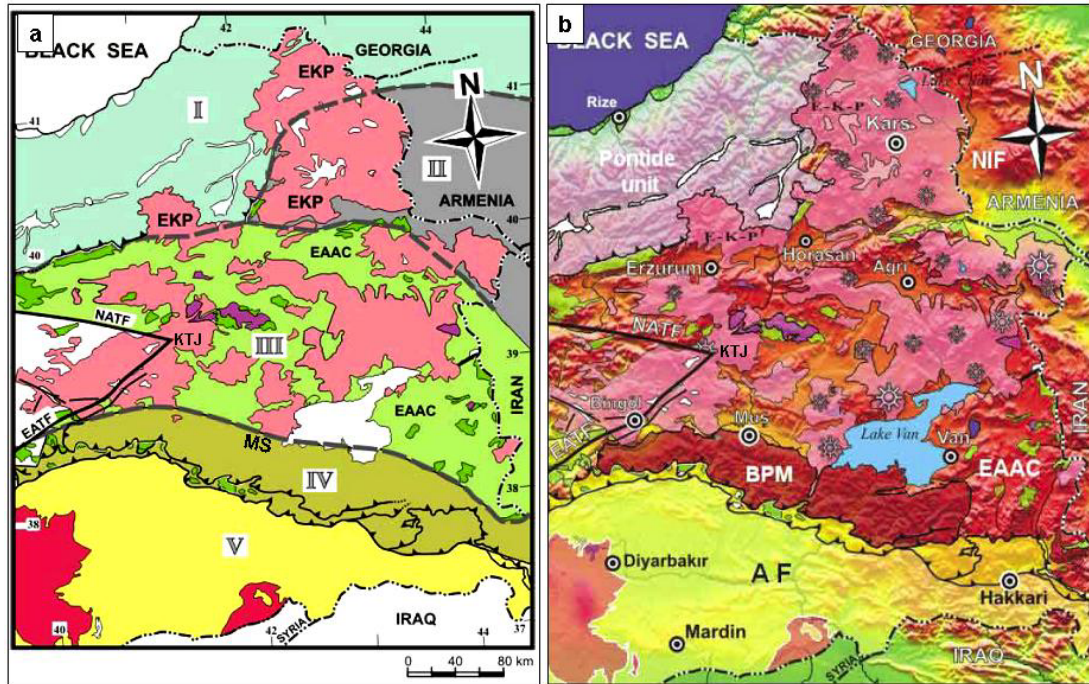 a
BLACK SEA
42
44
GEORGIA
EKP
41
41
N
I
II
EKP
ARMENIA
EKP
40
40
EAAC
NATF
KTJ
III
39
IRAN
EATF
EAAC
MS
IV
38
38
V
40
42
SYRIA
IRAQ
44
37
0 40 80 km
b
BLACK SEA
GEORGIA
N
Rize
E-K-P
Kars
Pontide
unit
NIF
ARMENIA
E-K-P
Horasan
Erzurum
Agri
NATF
KTJ
IRAN
Bingöl
Mus
EATF
Lake Van
Van
BPM
EAAC
Diyarbakır
AF
Hakkari
Mardin
SYRIA
IRAQ